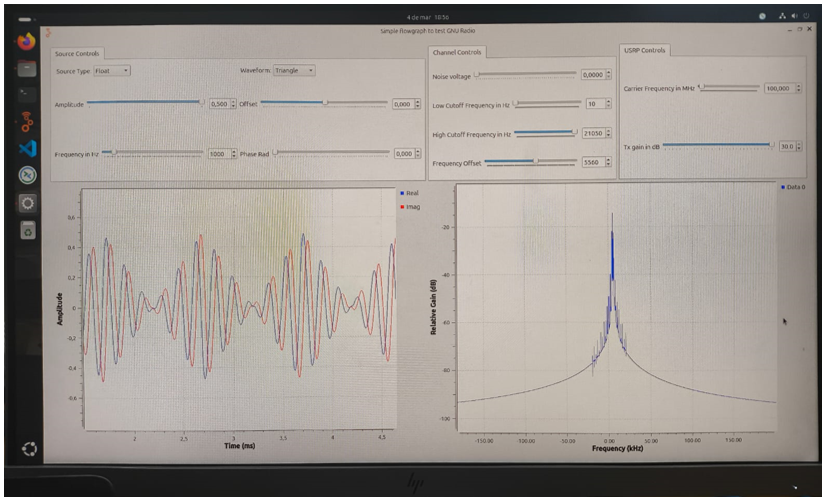 4 de mar 18:56
Simple flowgraph to test GNU Radio
Source Controls
Source Type: Float
Waveform: Triangle
Amplitude 0,500
Offset 0,000
Frequency in Hz 1000
Phase Rad 0,000
Channel Controls
Noise voltage 0,0000
Low Cutoff Frequency in Hz 10
High Cutoff Frequency in Hz 21030
Frequency Offset 5560
USRP Controls
Carrier Frequency in MHz 100,000
Tx gain in dB 30.0
Real
Imag
0,6
0,4
0,2
0
-0,2
-0,4
-0,6
Amplitude
2 2,5 3 3,5 4 4,5
Time (ms)
Data 0
-20
-40
-60
-80
-100
Relative Gain (dB)
-150.00 -100.00 -50.00 0.00 50.00 100.00 150.00
Frequency (kHz)
hp